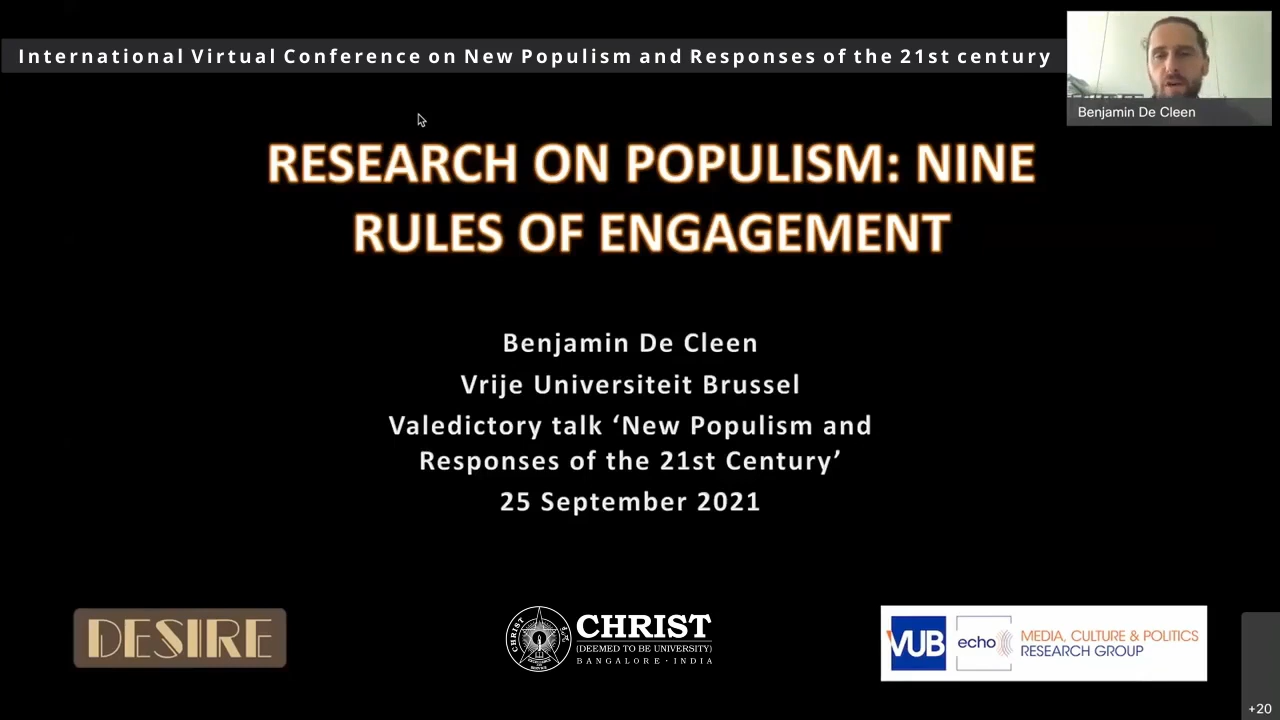 International Virtual Conference on New Populism and Responses of the 21st century
Benjamin De Cleen
RESEARCH ON POPULISM: NINE
RULES OF ENGAGEMENT
Benjamin De Cleen
Vrije Universiteit Brussel
Valedictory talk ‘New Populism and
Responses of the 21st Century’
25 September 2021
DESIRE
CHRIST
CHRIST
(DEEMED TO BE UNIVERSITY)
BANGALORE · INDIA
VUB
echo
MEDIA, CULTURE & POLITICS
RESEARCH GROUP
+20